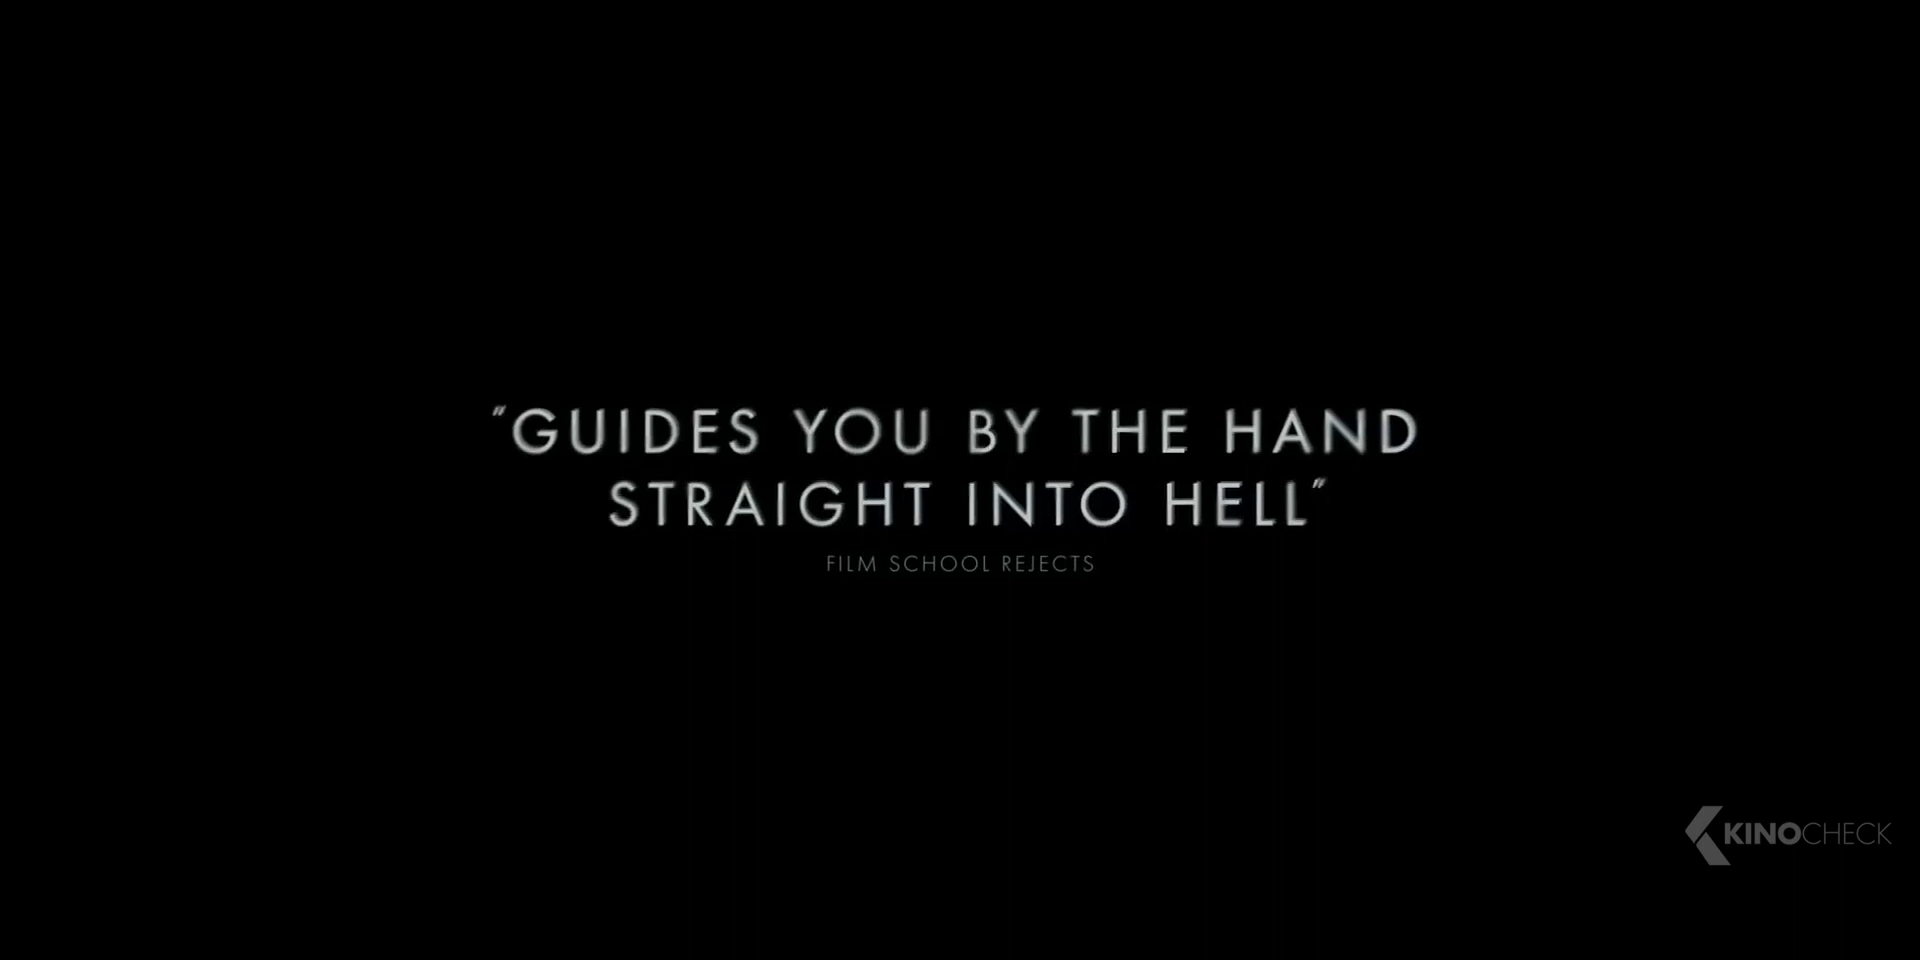 "GUIDES YOU BY THE HAND
STRAIGHT INTO HELL"
FILM SCHOOL REJECTS
KINOCHECK